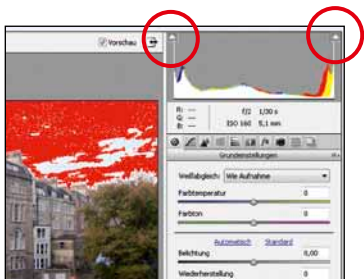 Vorschau
R: ---
G: ---
B: ---
f/2 1/30 s
ISO 160 5,1 mm
Grundeinstellungen
Weißabgleich: Wie Aufnahme
Farbtemperatur 0
Farbton 0
Automatisch Standard
Belichtung 0,00
Wiederherstellung 0